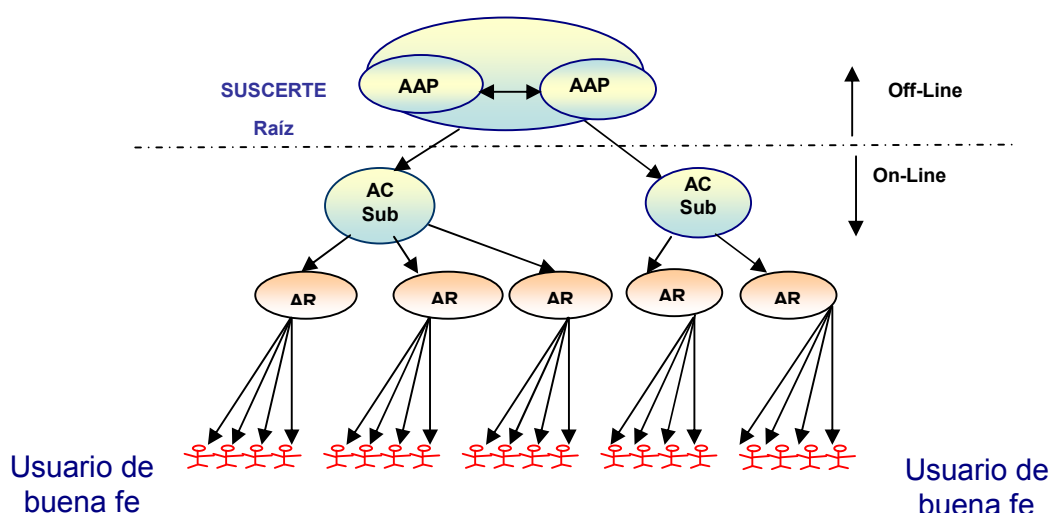 AAP
AAP
SUSCERTE
Raíz
Off-Line
On-Line
AC
Sub
AC
Sub
AR
AR
AR
AR
AR
Usuario de
buena fe
Usuario de
buena fe